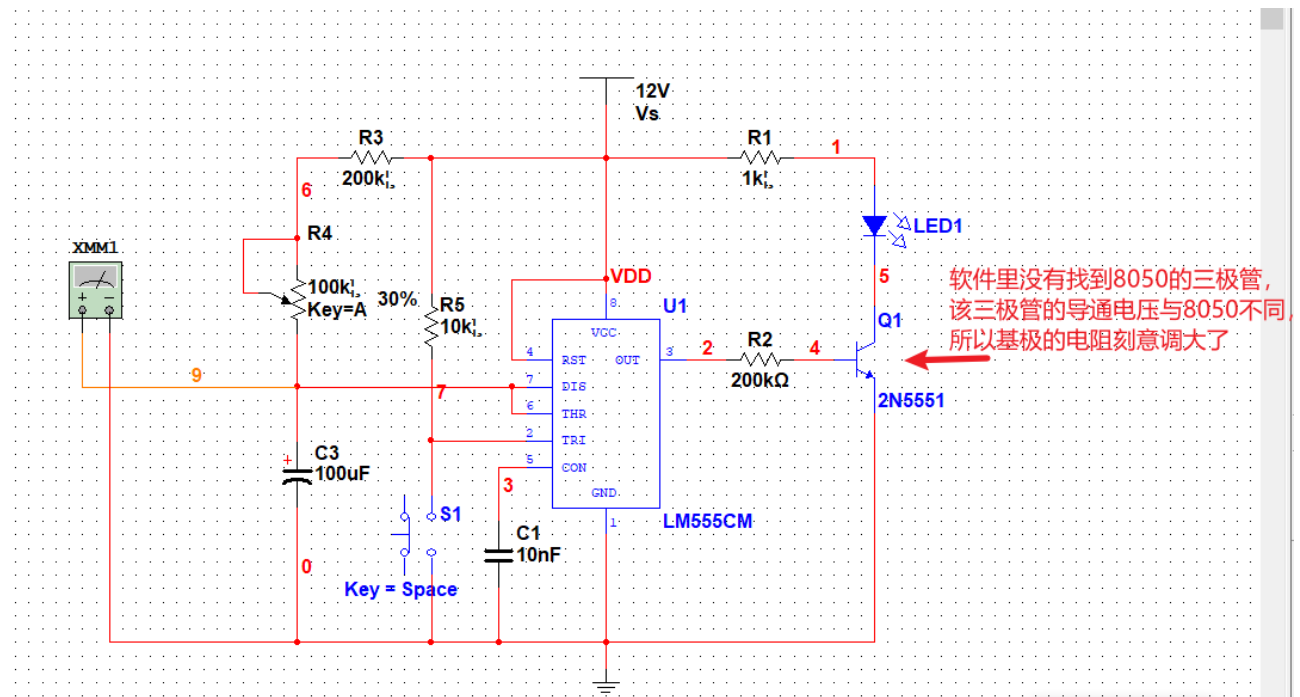 12V
Vs
R3
200k
R1
1k
1
6
R4
100k
Key=A
30%
XMM1
+
−
LED1
5
VDD
8
U1
VCC
R5
10k
Q1
软件里没有找到8050的三极管,
该三极管的导通电压与8050不同,
所以基极的电阻刻意调大了
4
RST
OUT
3
2
R2
4
200kΩ
2N5551
9
7
DIS
7
6
THR
2
TRI
5
CON
3
GND
1
LM555CM
+
C3
100uF
S1
C1
10nF
0
Key = Space